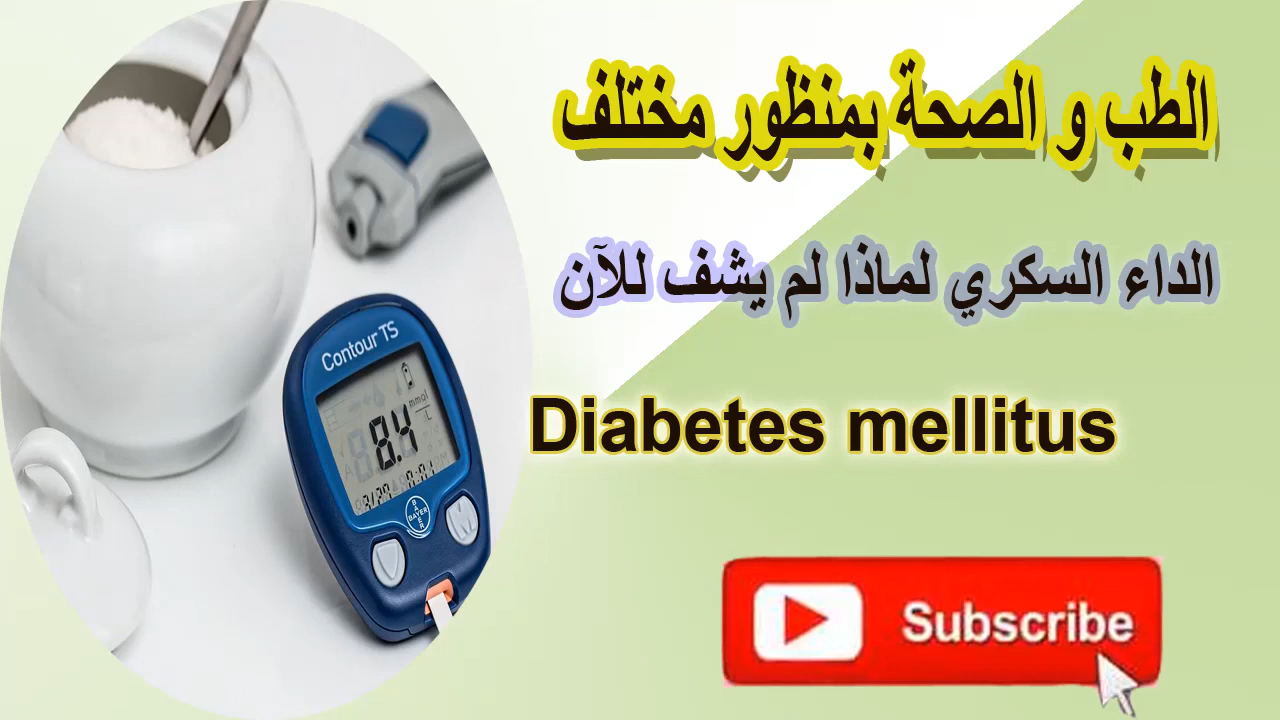 الطب و الصحة بمنظور مختلف
الداء السكري لماذا لم يشف للآن
Diabetes mellitus
Contour TS
8.4
mmol
L
BAYER
M
Subscribe